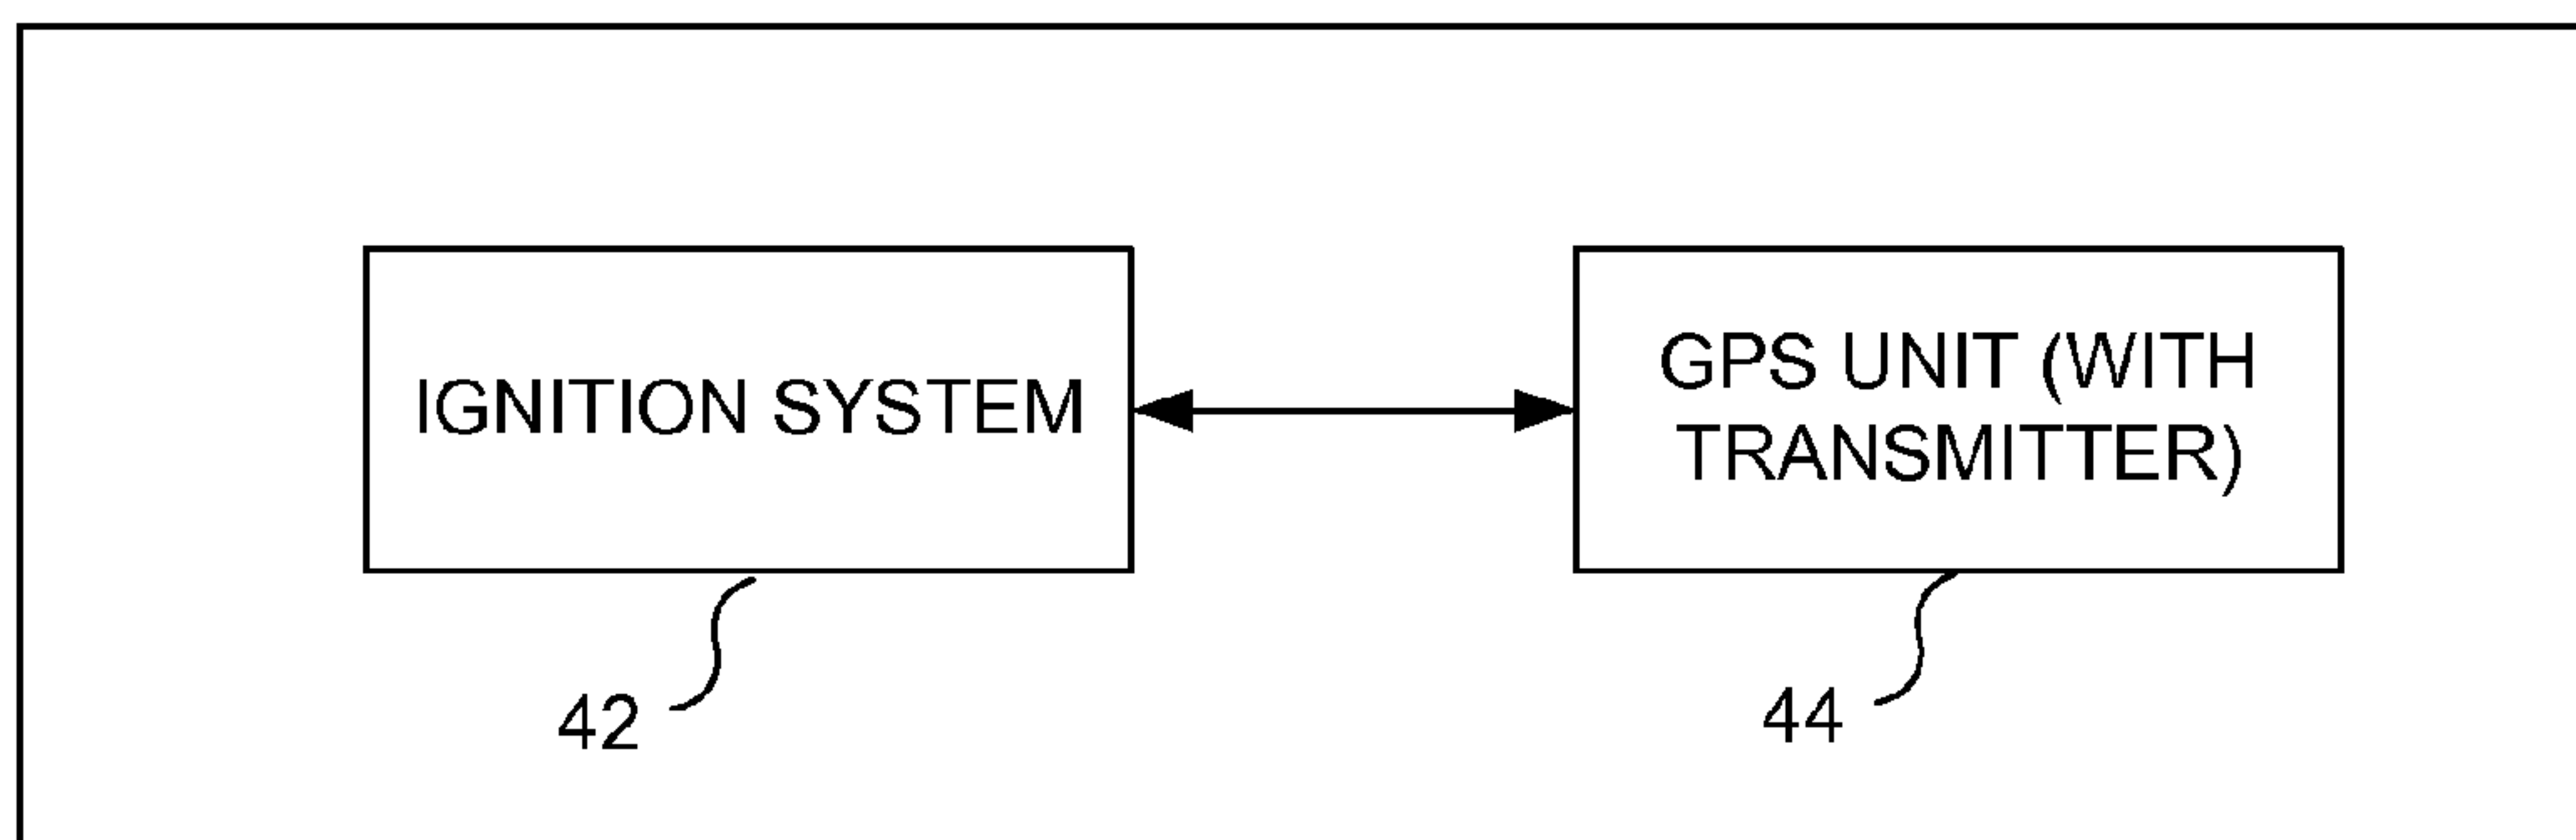 IGNITION SYSTEM
GPS UNIT (WITH
TRANSMITTER)
42
44